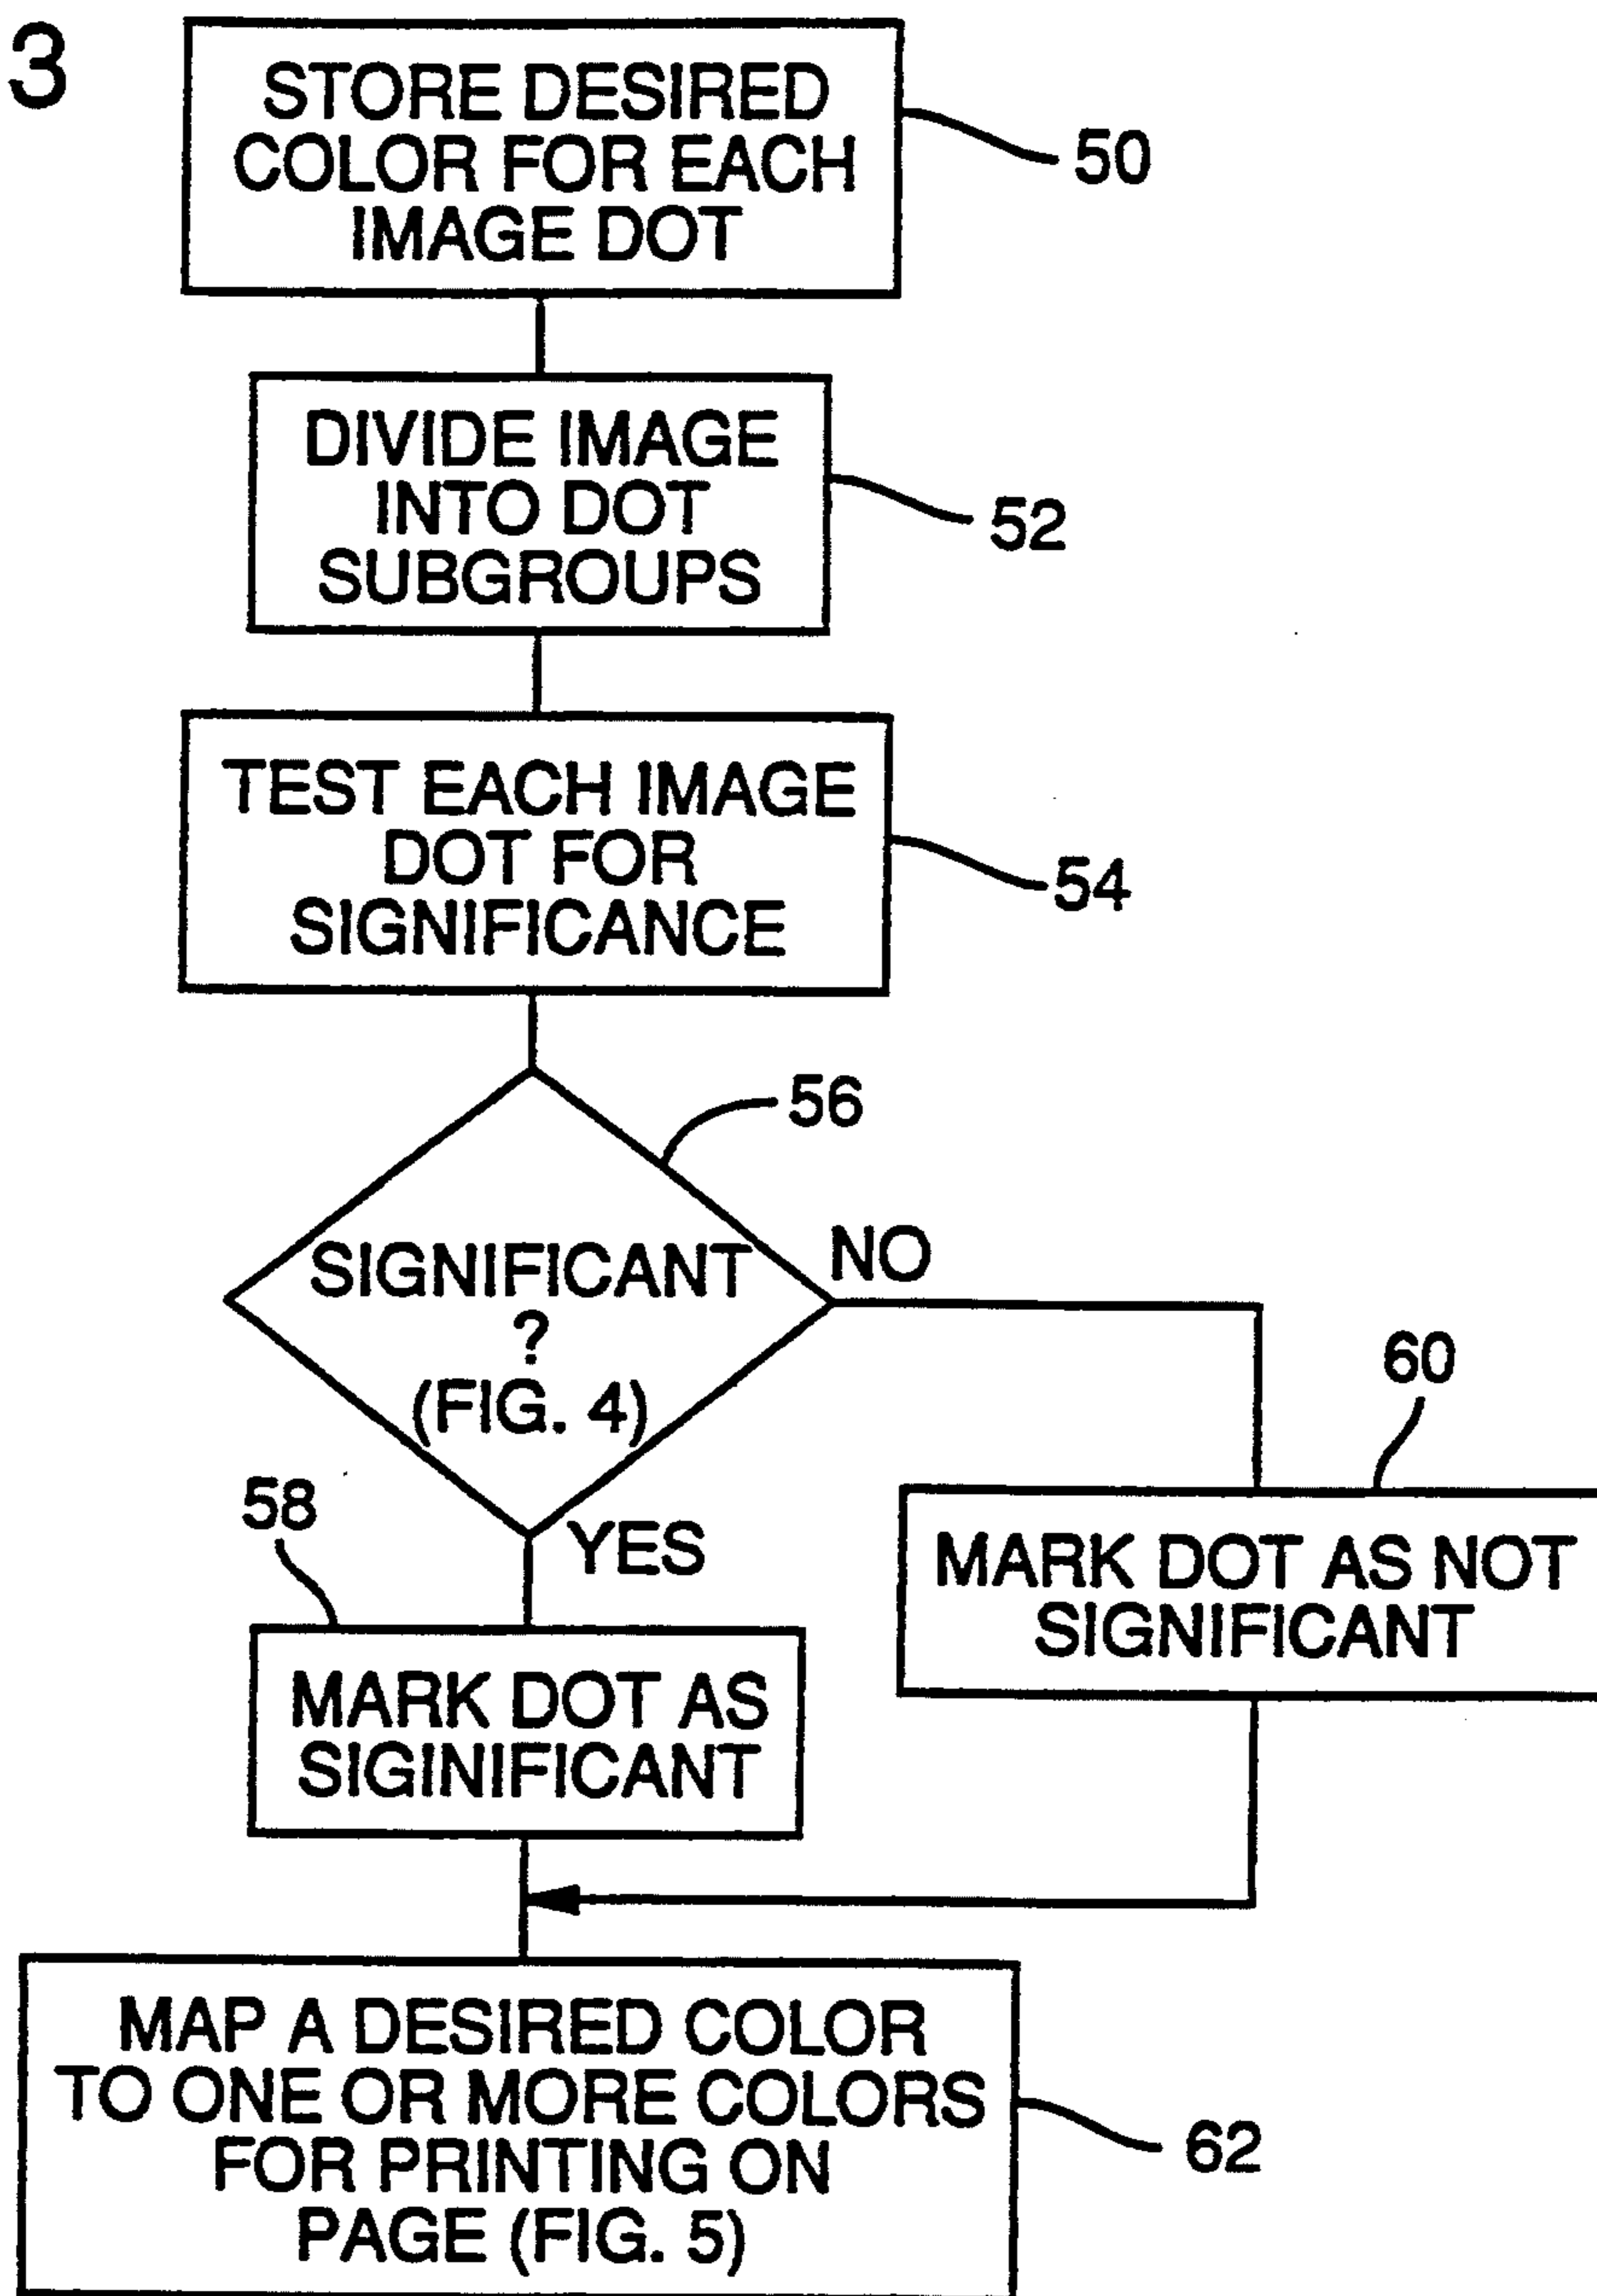 3
STORE DESIRED
COLOR FOR EACH
IMAGE DOT
50
DIVIDE IMAGE
INTO DOT
SUBGROUPS
52
TEST EACH IMAGE
DOT FOR
SIGNIFICANCE
54
56
SIGNIFICANT
?
(FIG. 4)
NO
YES
58
MARK DOT AS
SIGINIFICANT
60
MARK DOT AS NOT
SIGNIFICANT
MAP A DESIRED COLOR
TO ONE OR MORE COLORS
FOR PRINTING ON
PAGE (FIG. 5)
62